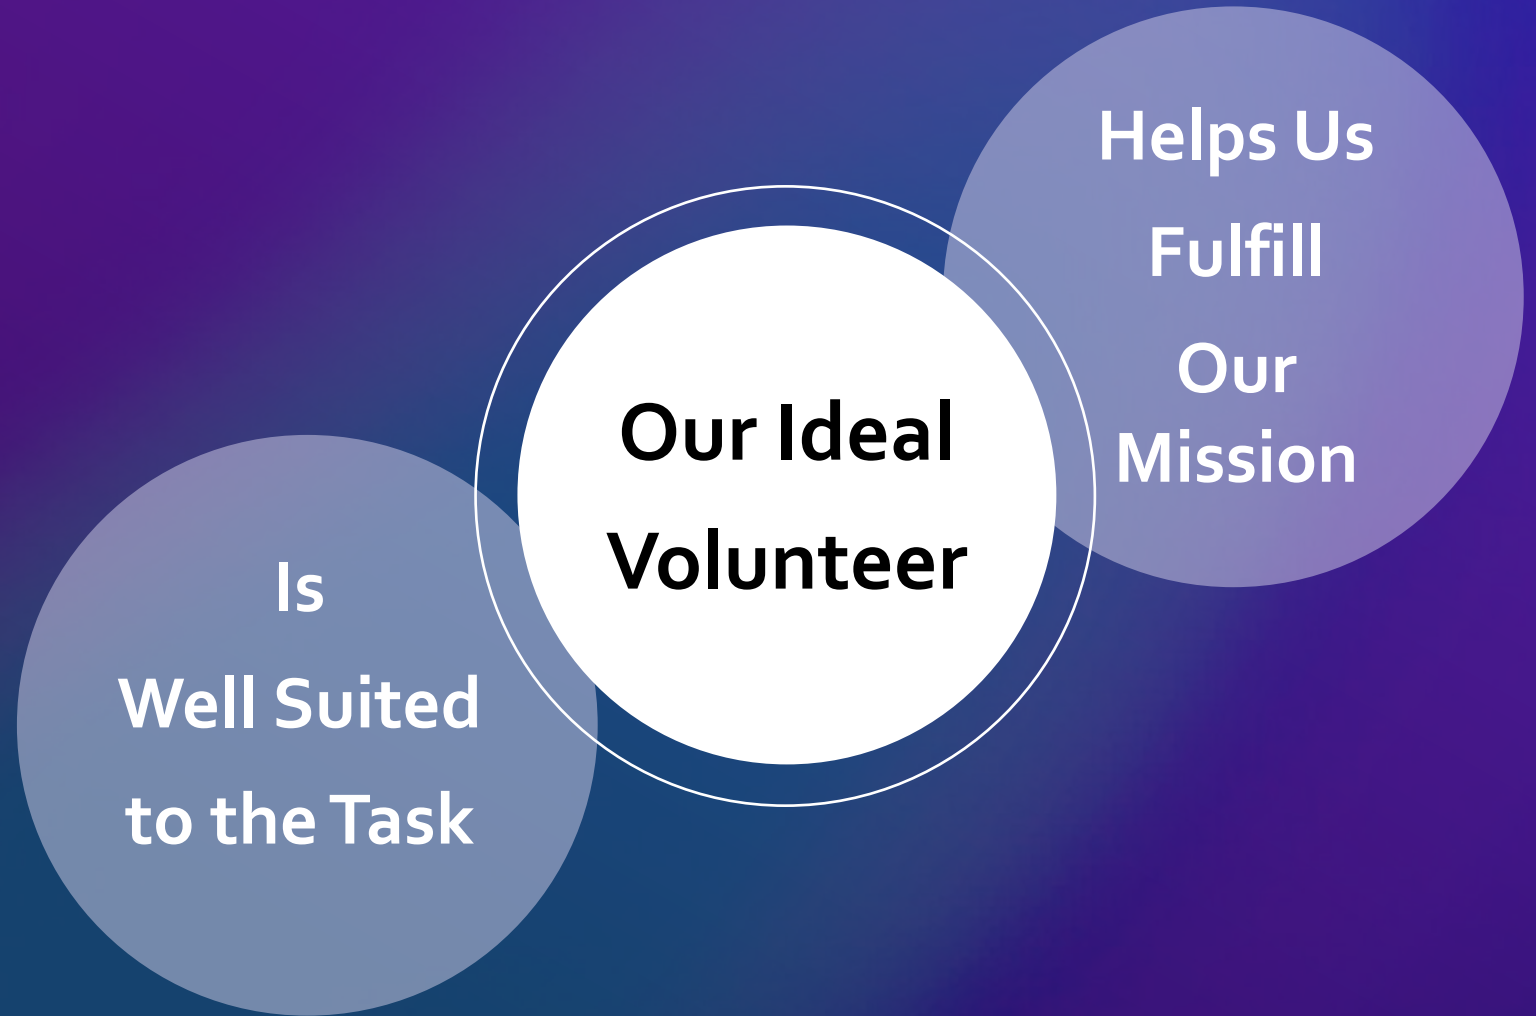 Our Ideal
Volunteer
Is
Well Suited
to the Task
Helps Us
Fulfill
Our
Mission